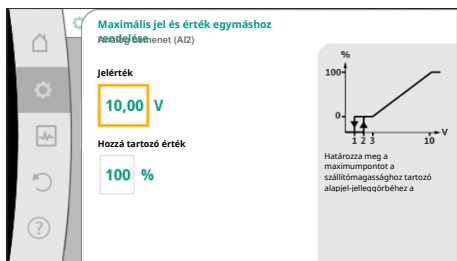 Maximális jel és érték egymáshoz
rendelése
Analóg bemenet (AI2)
Jelérték
10,00 V
Hozzá tartozó érték
100 %
%
100
0
1 2 3 10 V
Határozza meg a
maximumpontot a
szállítómagassághoz tartozó
alapjel-jelleggörbéhez a
?